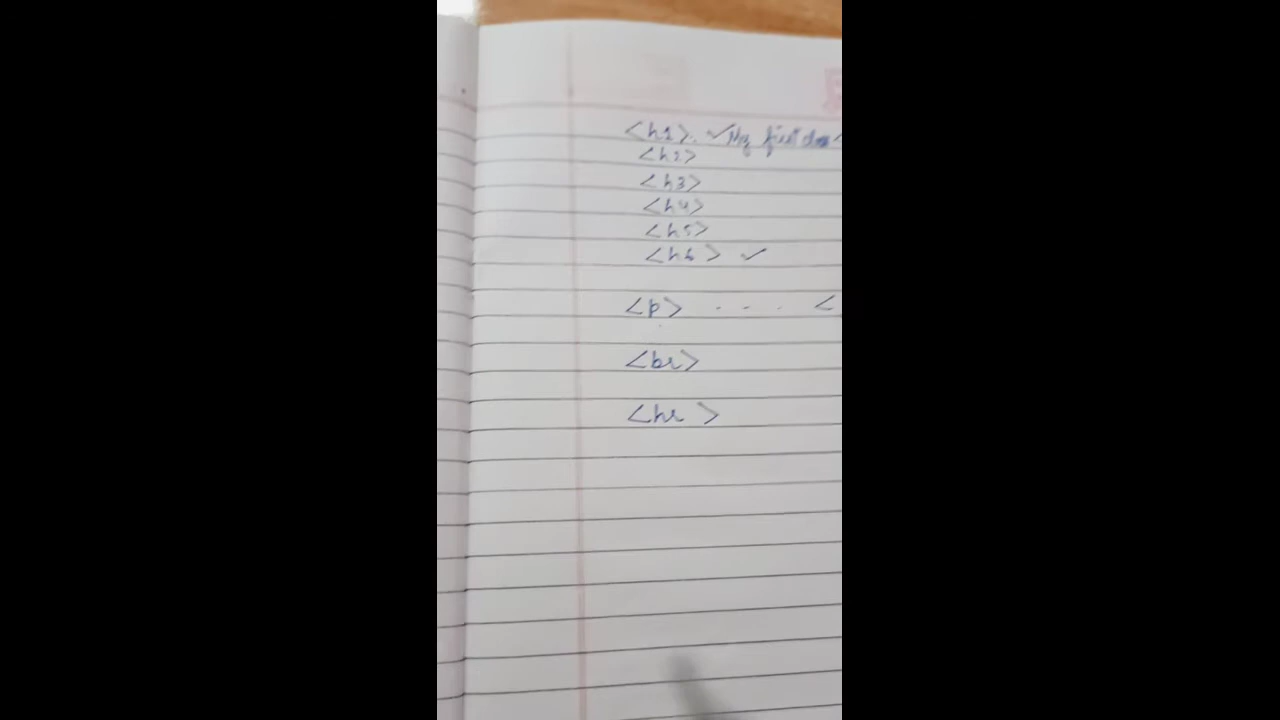 <h1>. ✓ My first
<h2>
<h3>
<h4>
<h5>
<h6> ✓
<p> - - - . <
<br>
<hr>